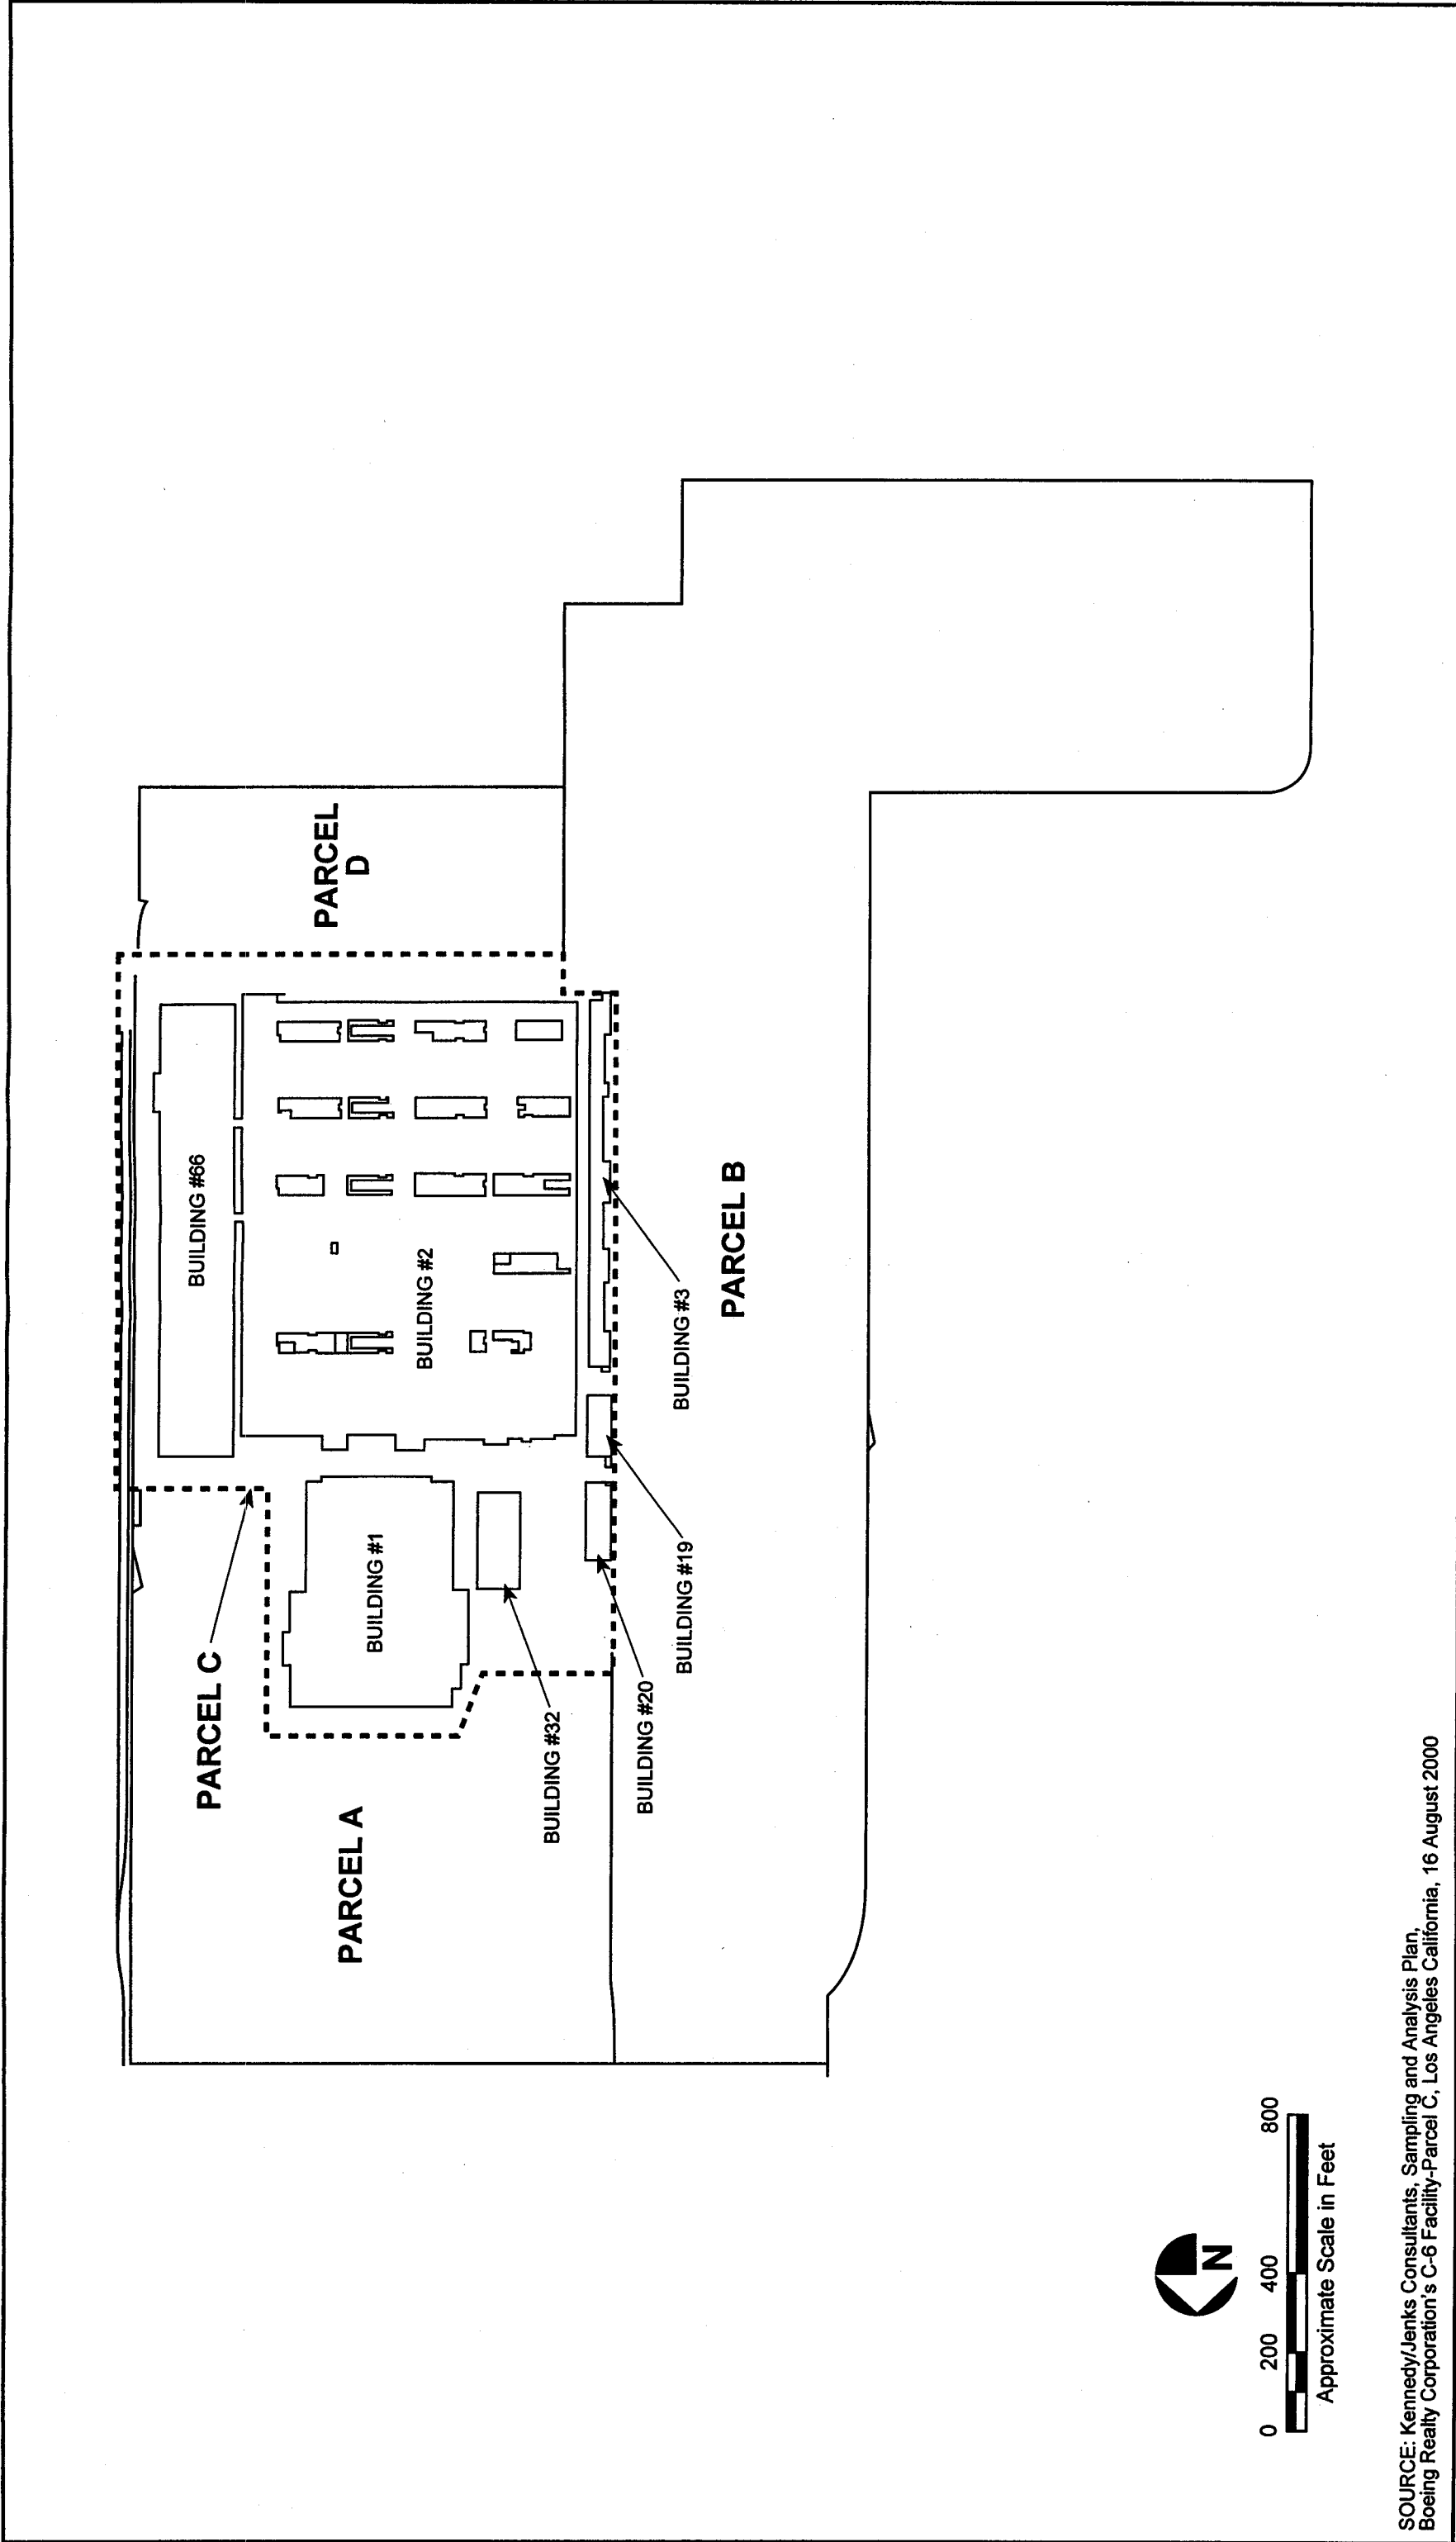 PARCEL C
PARCEL A
BUILDING #66
BUILDING #2
BUILDING #1
PARCEL
D
BUILDING #32
BUILDING #20
BUILDING #19
BUILDING #3
PARCEL B
N
0 200 400 800
Approximate Scale in Feet
SOURCE: Kennedy/Jenks Consultants, Sampling and Analysis Plan,
Boeing Realty Corporation's C-6 Facility-Parcel C, Los Angeles California, 16 August 2000